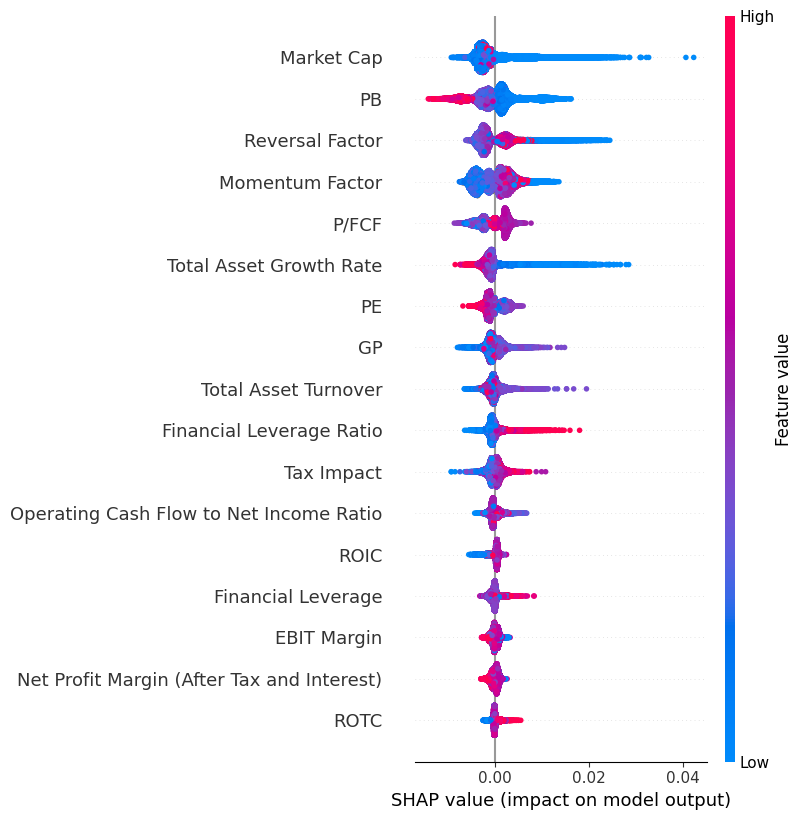 High
Market Cap
PB
Reversal Factor
Momentum Factor
P/FCF
Total Asset Growth Rate
PE
GP
Total Asset Turnover
Financial Leverage Ratio
Tax Impact
Operating Cash Flow to Net Income Ratio
ROIC
Financial Leverage
EBIT Margin
Net Profit Margin (After Tax and Interest)
ROTC
Feature value
Low
0.00 0.02 0.04
SHAP value (impact on model output)